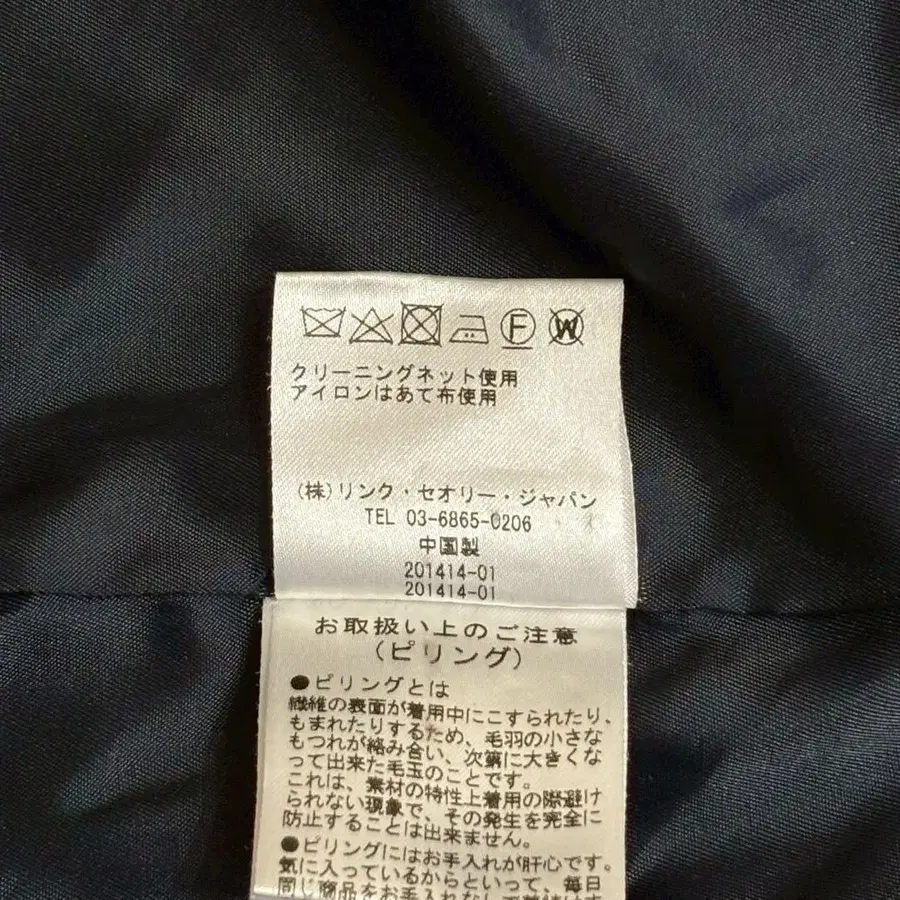 F W
クリーニングネット使用
アイロンはあて布使用
(株)リンク・セオリー・ジャパン
TEL 03-6865-0206
中国製
201414-01
201414-01
お取扱い上のご注意
(ピリング)
●ピリングとは
繊維の表面が着用中にこすられたり、
もまれたりするため、毛羽の小さな
もつれが絡み合い、次第に大きくな
って出来た毛玉のことです。
これは、素材の特性上着用の際避け
られない現象で、その発生を完全に
防止することは出来ません。
●ピリングにはお手入れが肝心です。
気に入っているからといって、毎日
同じ商品をお手入れなしで着続けま